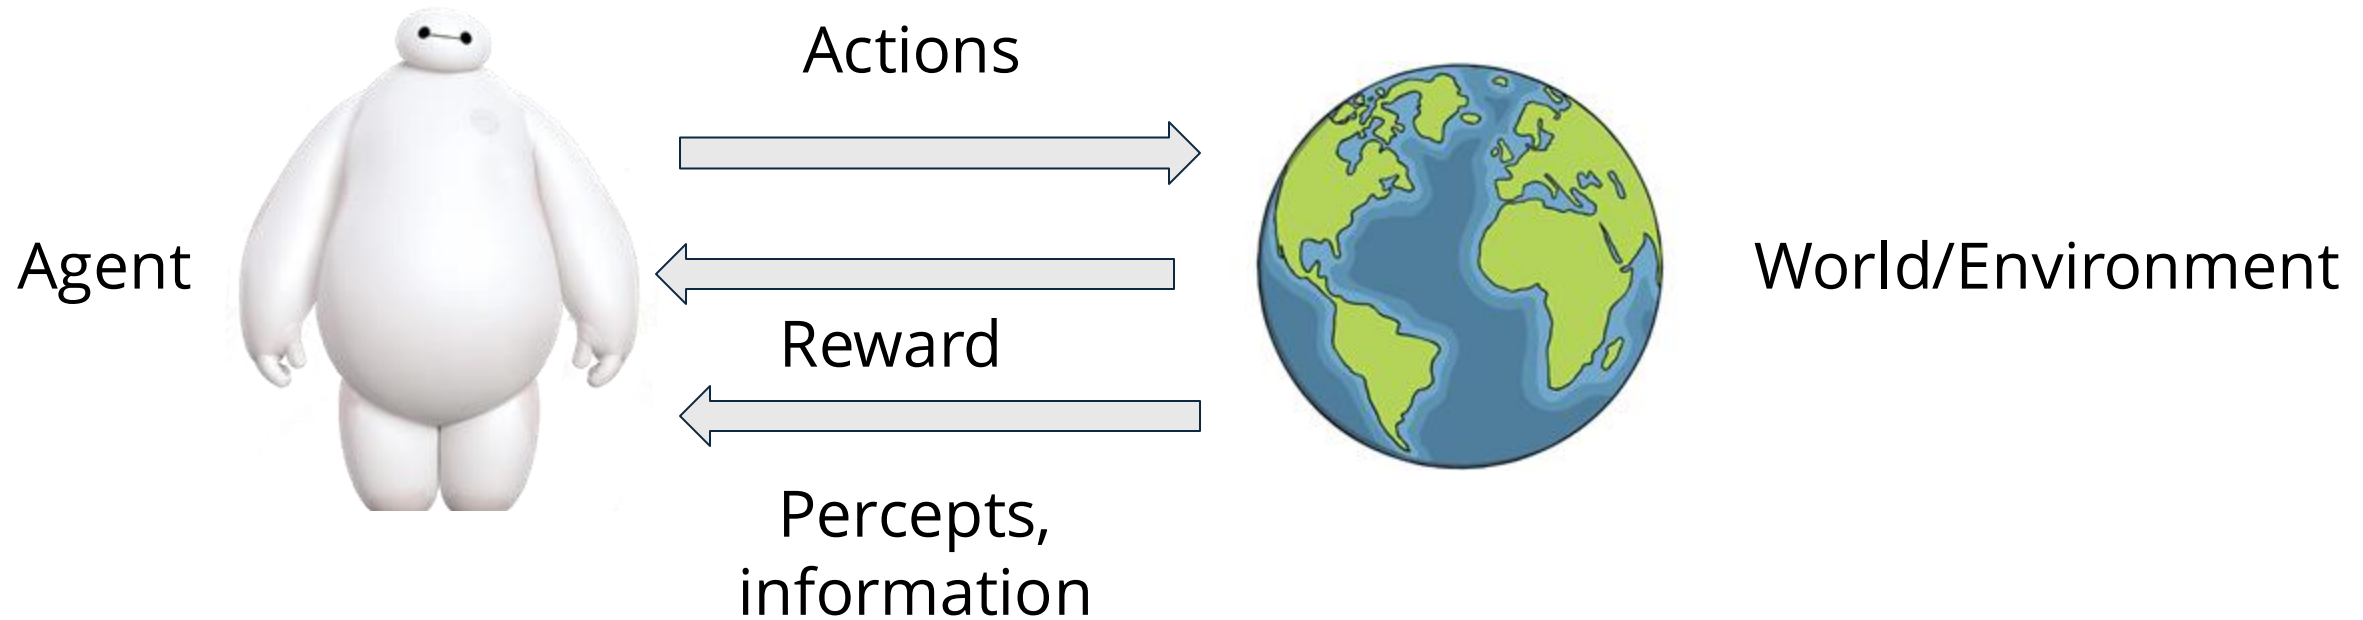 Actions
Agent
World/Environment
Reward
Percepts,
information